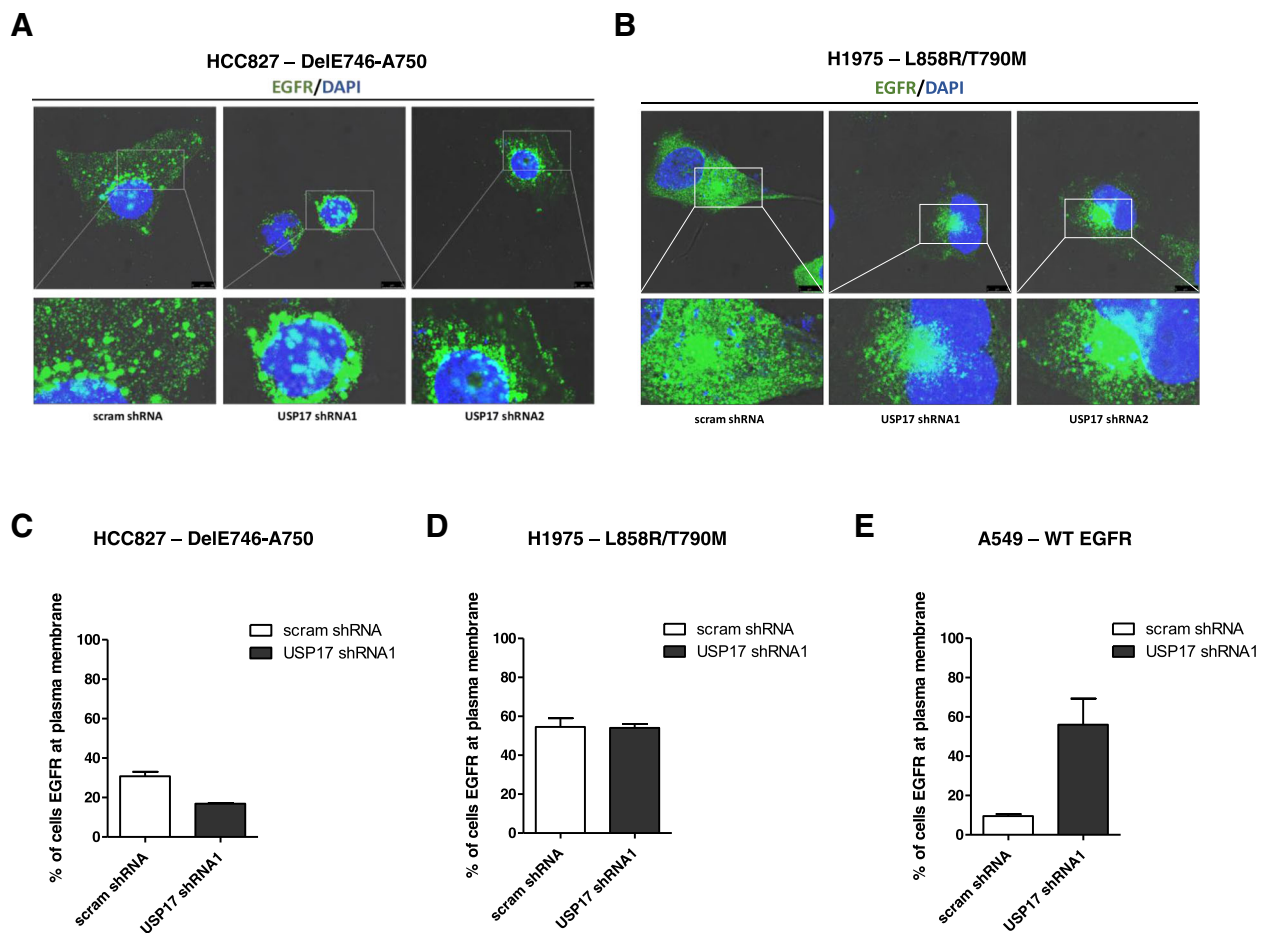 A
HCC827 – DelE746-A750
EGFR/DAPI
scram shRNA
USP17 shRNA1
USP17 shRNA2
B
H1975 – L858R/T790M
EGFR/DAPI
scram shRNA
USP17 shRNA1
USP17 shRNA2
C
HCC827 – DelE746-A750
% of cells EGFR at plasma membrane
100
80
60
40
20
0
scram shRNA
USP17 shRNA1
scram shRNA
USP17 shRNA1
D
H1975 – L858R/T790M
% of cells EGFR at plasma membrane
100
80
60
40
20
0
scram shRNA
USP17 shRNA1
scram shRNA
USP17 shRNA1
E
A549 – WT EGFR
% of cells EGFR at plasma membrane
100
80
60
40
20
0
scram shRNA
USP17 shRNA1
scram shRNA
USP17 shRNA1